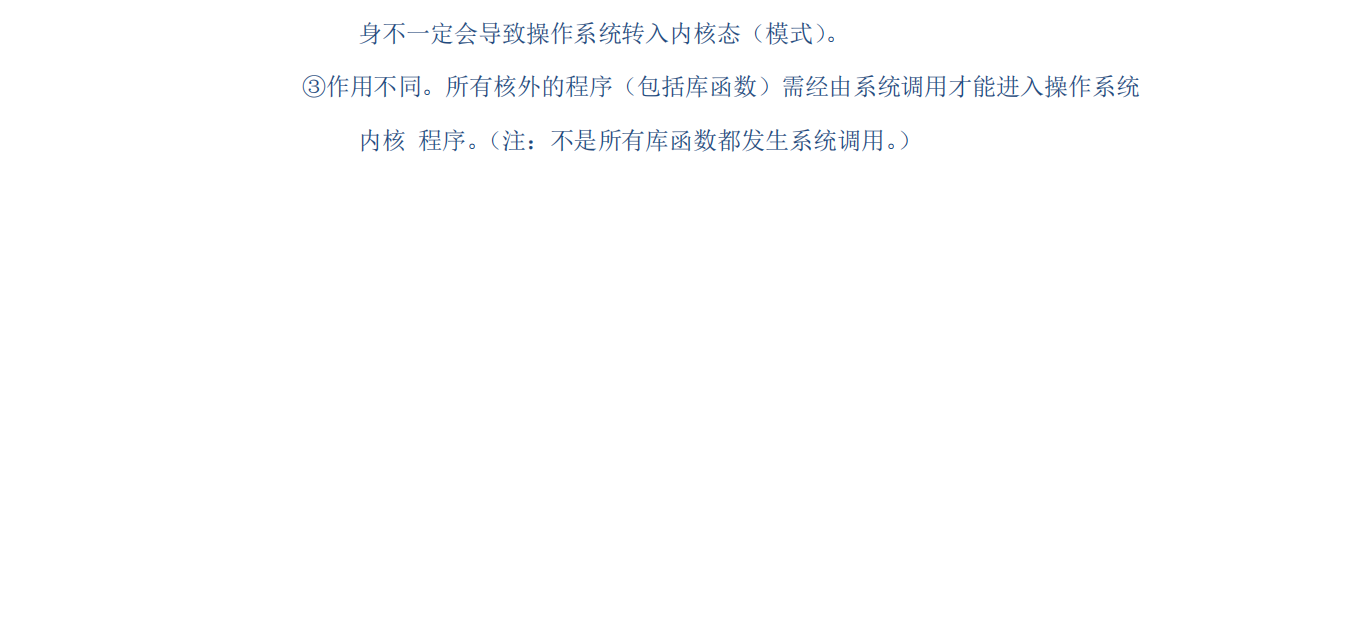 身不一定会导致操作系统转入内核态（模式）。
③作用不同。所有核外的程序（包括库函数）需经由系统调用才能进入操作系统
内核 程序。（注：不是所有库函数都发生系统调用。）